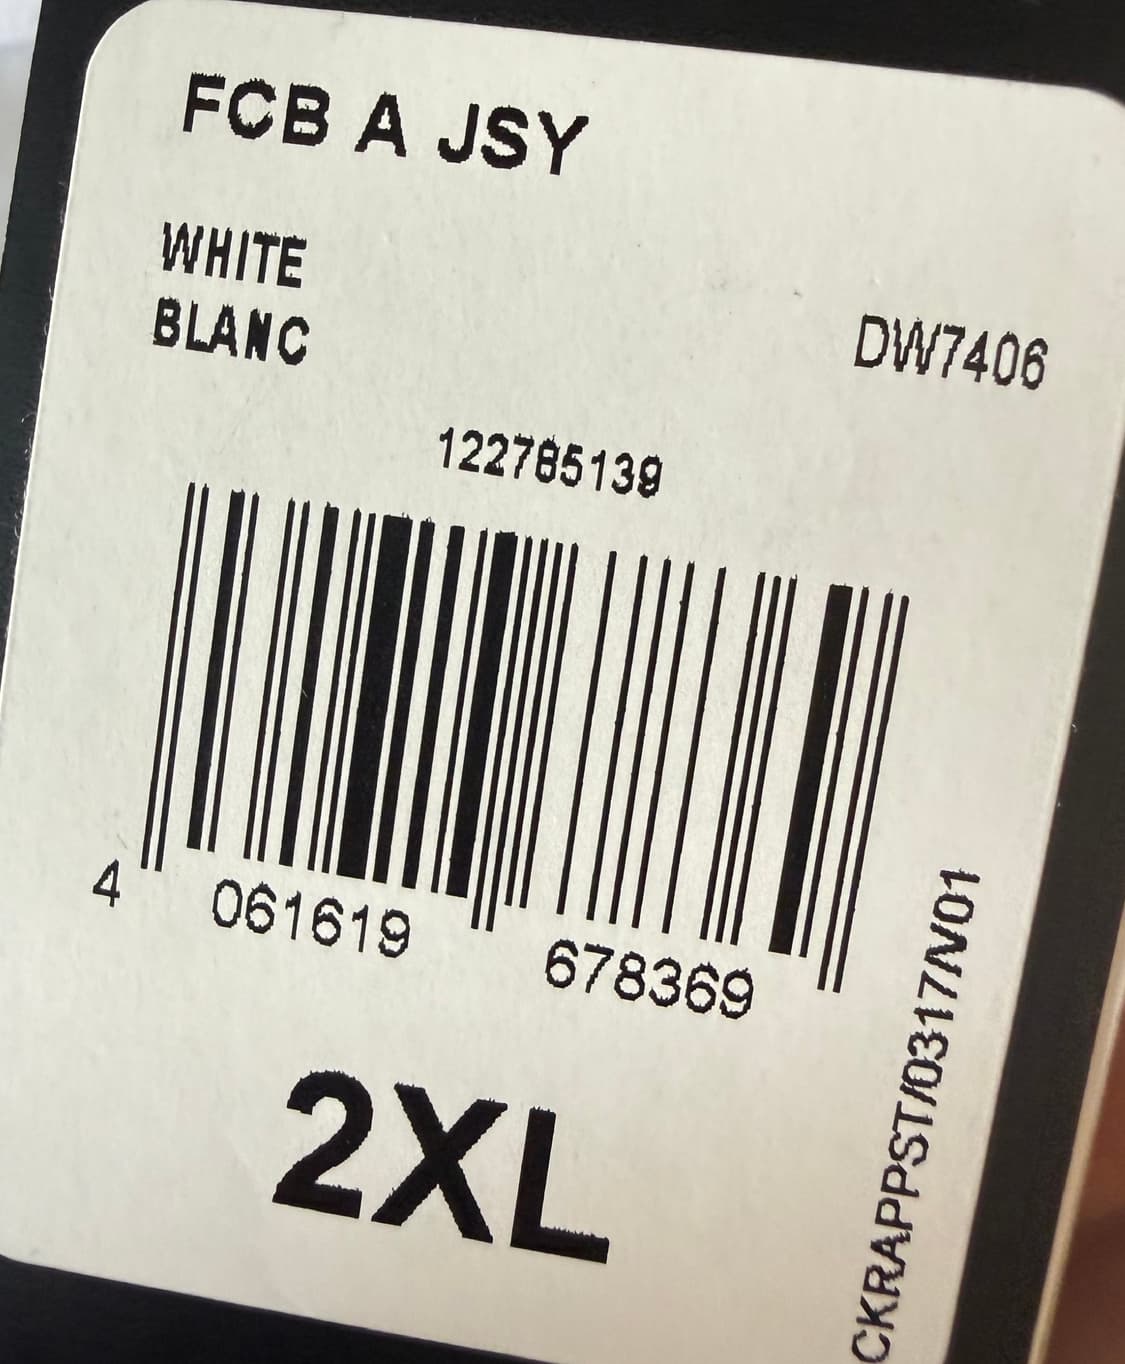 FCB A JSY
WHITE
BLANC
DW7406
122785139
4 061619 678369
2XL
CKRAPPST/0317/V01